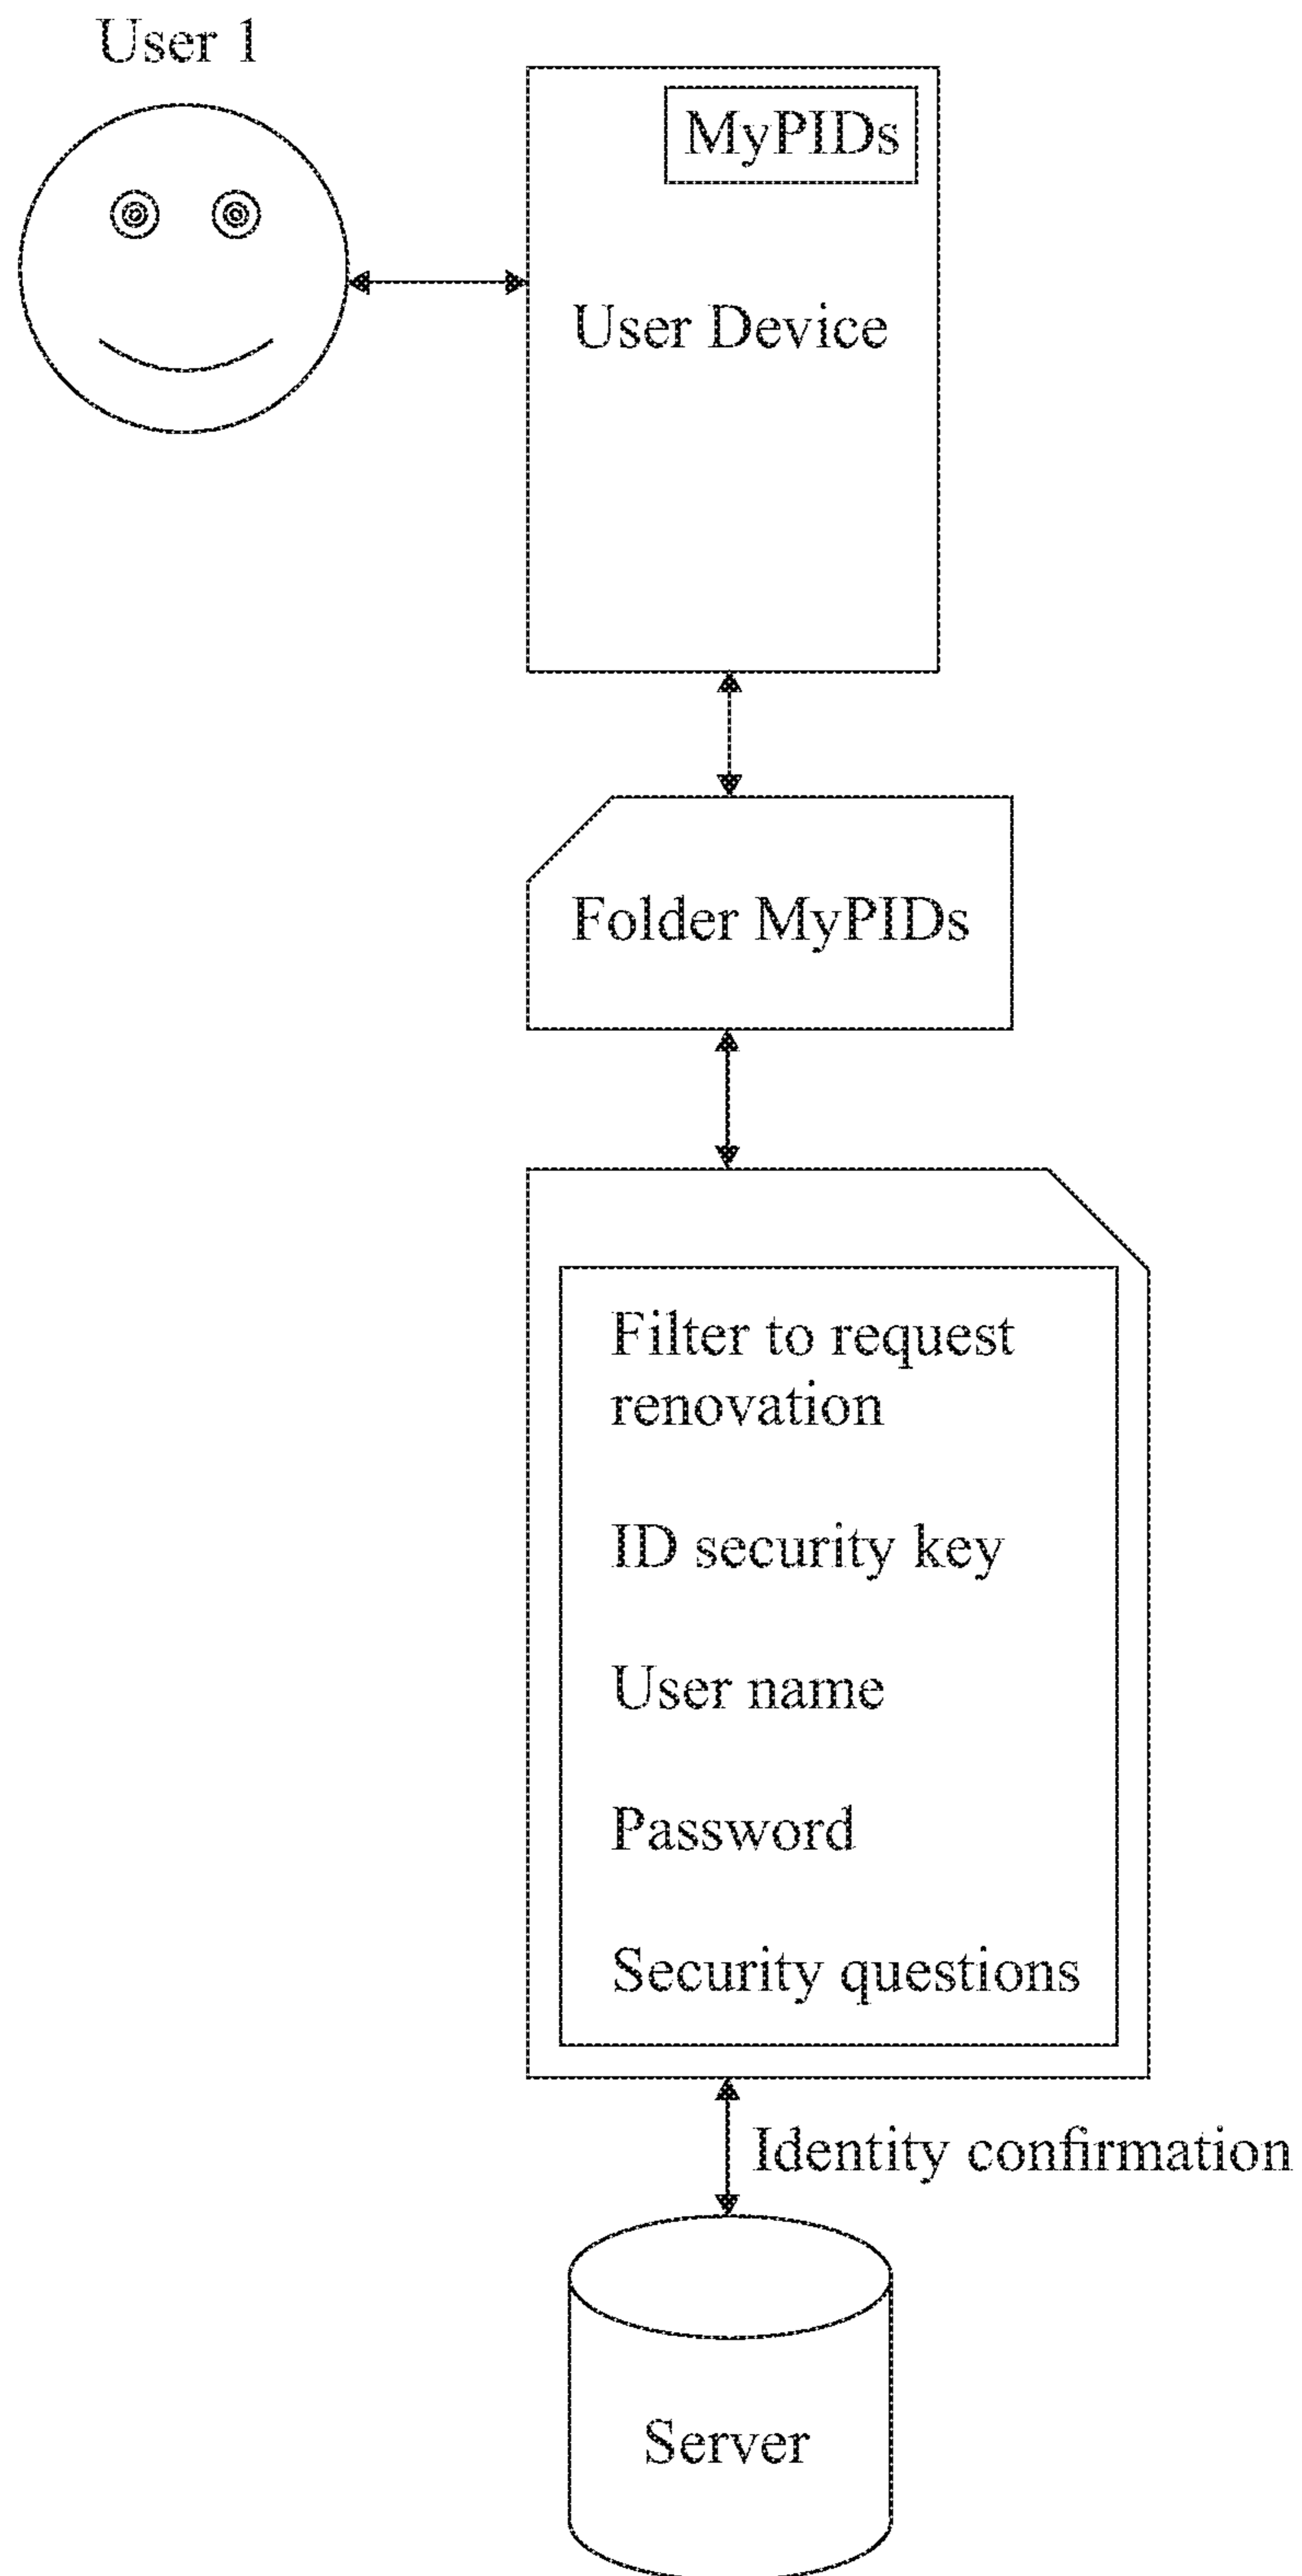 User 1
MyPIDs
User Device
Folder MyPIDs
Filter to request
renovation
ID security key
User name
Password
Security questions
Identity confirmation
Server